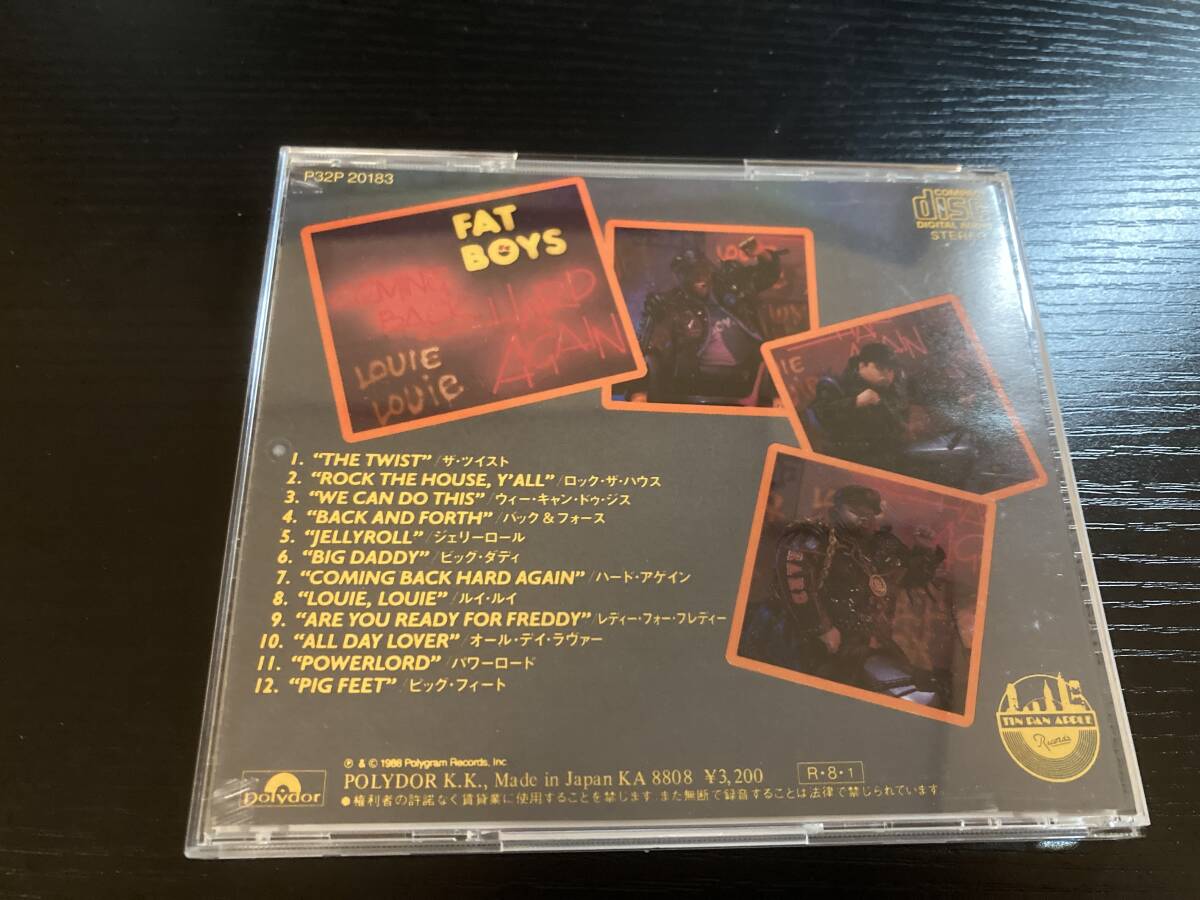 P32P 20183
COMPACT
disc
DIGITAL AUDIO
STEREO
FAT
BOYS
COMING
BACK HARD
AGAIN
LOUIE
LOUIE
1. “THE TWIST”/ザ・ツイスト
2. “ROCK THE HOUSE, Y'ALL”/ロック・ザ・ハウス
3. “WE CAN DO THIS”/ウィー・キャン・ドゥ・ジス
4. “BACK AND FORTH”/バック＆フォース
5. “JELLYROLL”/ジェリーロール
6. “BIG DADDY”/ビッグ・ダディ
7. “COMING BACK HARD AGAIN”/ハード・アゲイン
8. “LOUIE, LOUIE”/ルイ・ルイ
9. “ARE YOU READY FOR FREDDY”/レディー・フォー・フレディー
10. “ALL DAY LOVER”/オール・デイ・ラヴァー
11. “POWERLORD”/パワーロード
12. “PIG FEET”/ピッグ・フィート
TIN PAN APPLE
Records
℗ & © 1988 Polygram Records, Inc
polydor
POLYDOR K.K., Made in Japan KA 8808 ¥3,200
R・8・1
●権利者の許諾なく賃貸業に使用することを禁じます。また無断で録音することは法律で禁じられています。